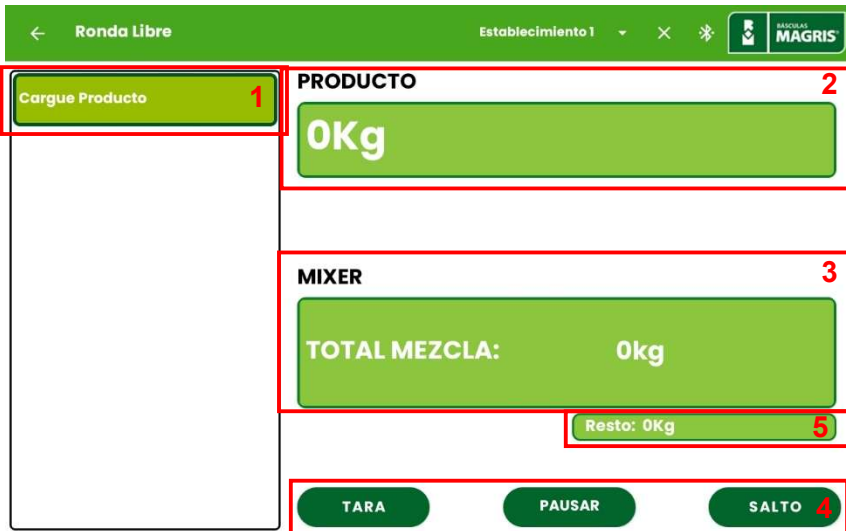 Ronda Libre
Establecimiento 1
BÁSCULAS
MAGRIS
Cargue Producto
1
PRODUCTO
2
0Kg
MIXER
3
TOTAL MEZCLA: 0kg
Resto: 0Kg
5
TARA
PAUSAR
SALTO
4